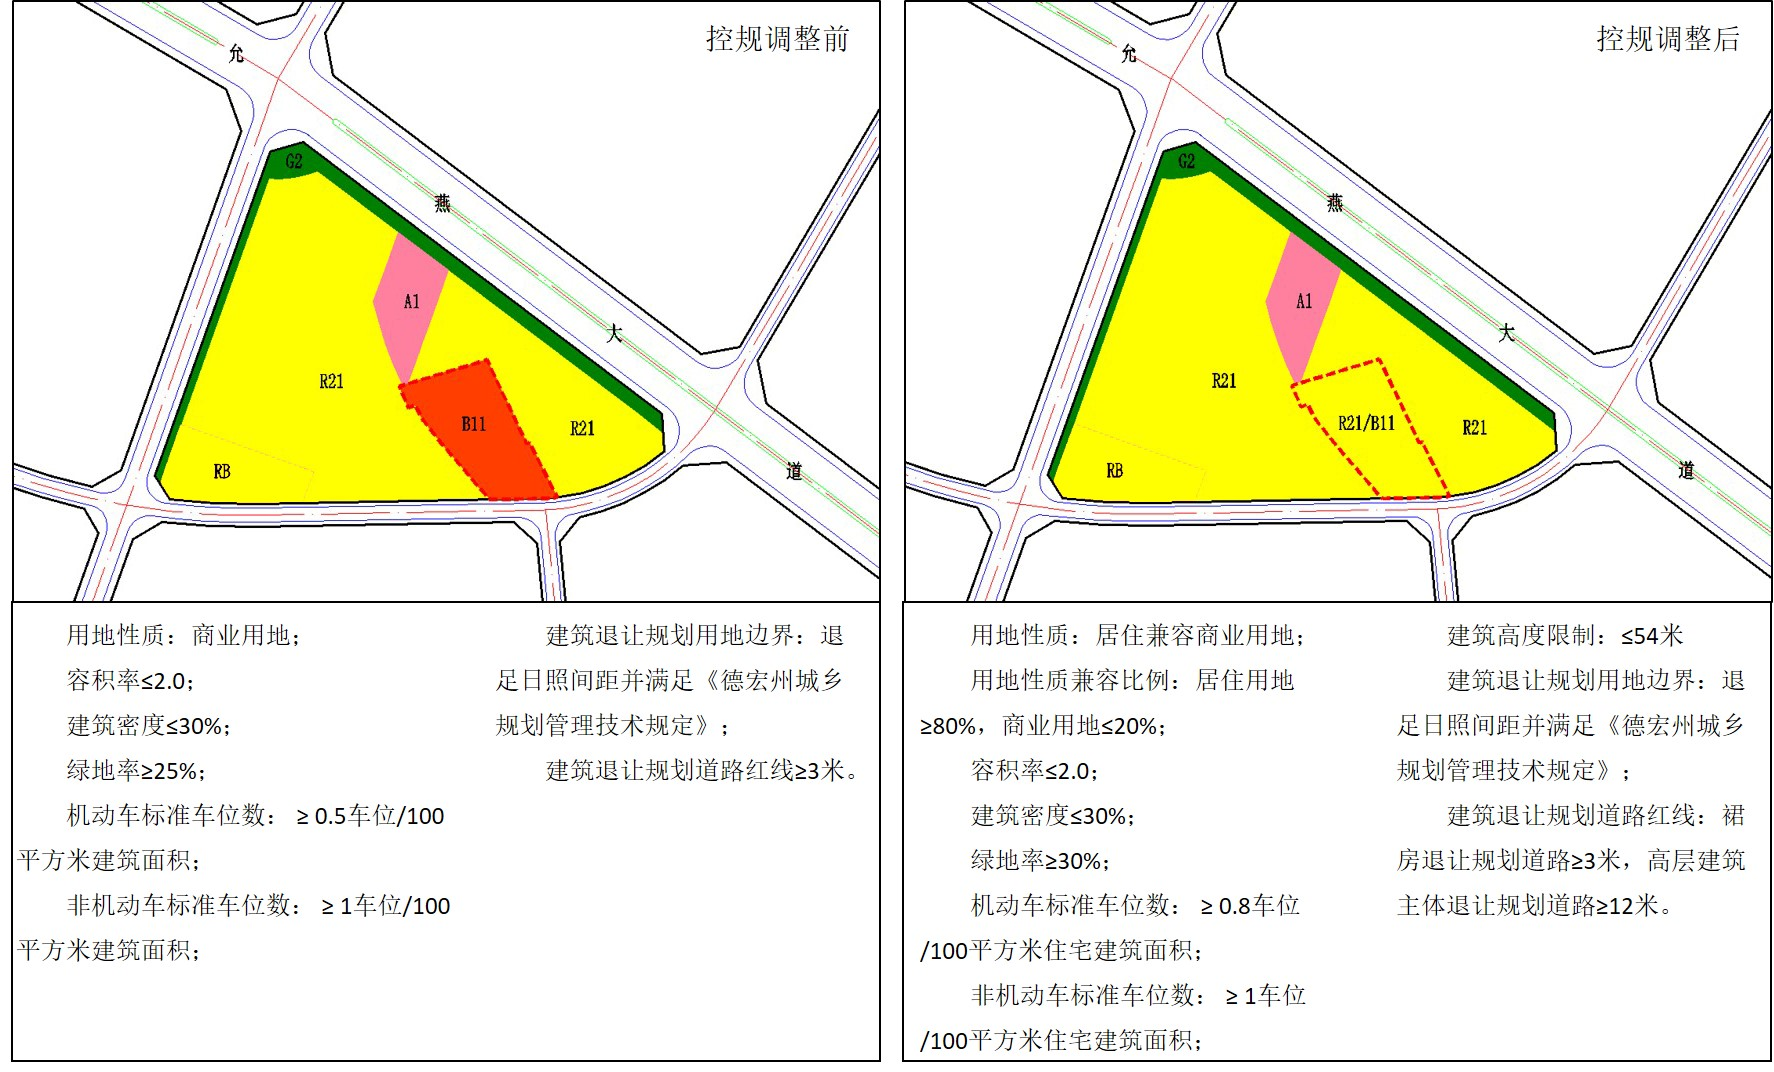 控规调整前
允
G2
燕
A1
大
R21
B11
R21
RB
道
用地性质：商业用地；
容积率≤2.0；
建筑密度≤30%；
绿地率≥25%；
机动车标准车位数： ≥ 0.5车位/100
平方米建筑面积；
非机动车标准车位数： ≥ 1车位/100
平方米建筑面积；
建筑退让规划用地边界：退
足日照间距并满足《德宏州城乡
规划管理技术规定》；
建筑退让规划道路红线≥3米。
控规调整后
允
G2
燕
A1
大
R21
R21/B11
R21
RB
道
用地性质：居住兼容商业用地；
用地性质兼容比例：居住用地
≥80%，商业用地≤20%；
容积率≤2.0；
建筑密度≤30%；
绿地率≥30%；
机动车标准车位数： ≥ 0.8车位
/100平方米住宅建筑面积；
非机动车标准车位数： ≥ 1车位
/100平方米住宅建筑面积；
建筑高度限制：≤54米
建筑退让规划用地边界：退
足日照间距并满足《德宏州城乡
规划管理技术规定》；
建筑退让规划道路红线：裙
房退让规划道路≥3米，高层建筑
主体退让规划道路≥12米。